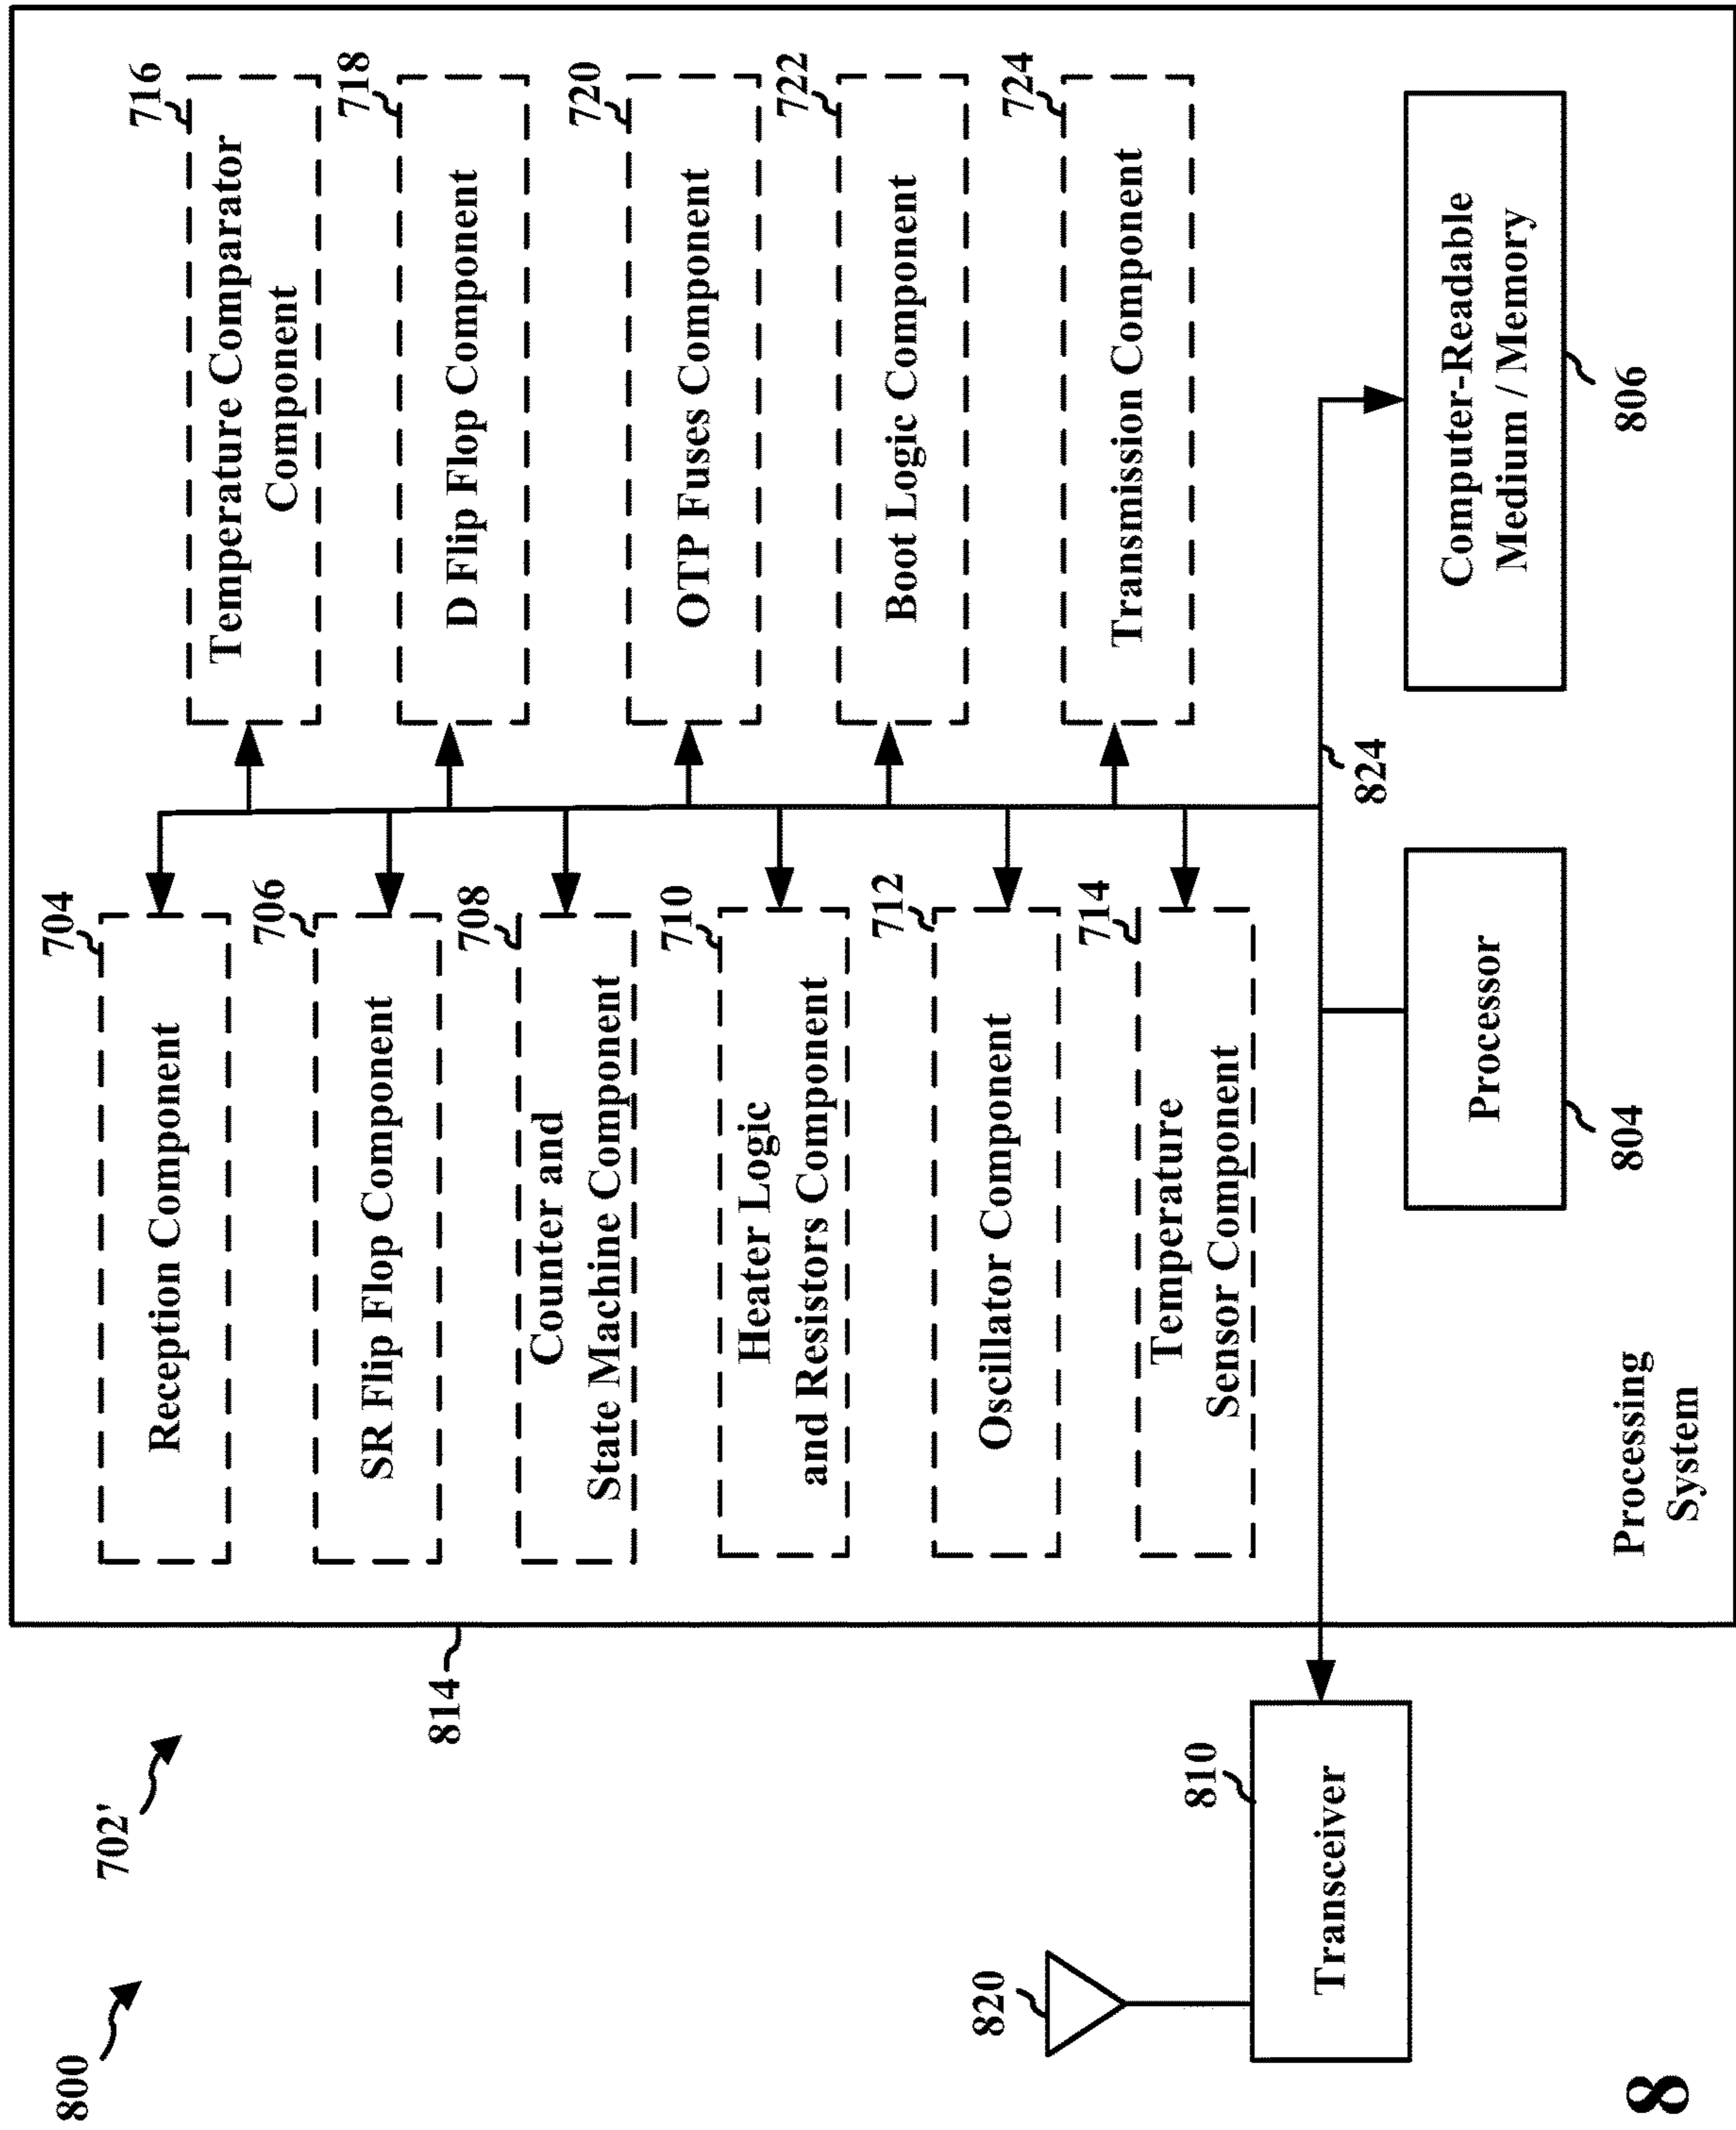 800
702'
814
704
Reception Component
706
SR Flip Flop Component
708
Counter and
State Machine Component
710
Heater Logic
and Resistors Component
712
Oscillator Component
714
Temperature
Sensor Component
716
Temperature Comparator
Component
718
D Flip Flop Component
720
OTP Fuses Component
722
Boot Logic Component
724
Transmission Component
820
810
Transceiver
824
Processor
804
Computer-Readable
Medium / Memory
806
Processing
System
8